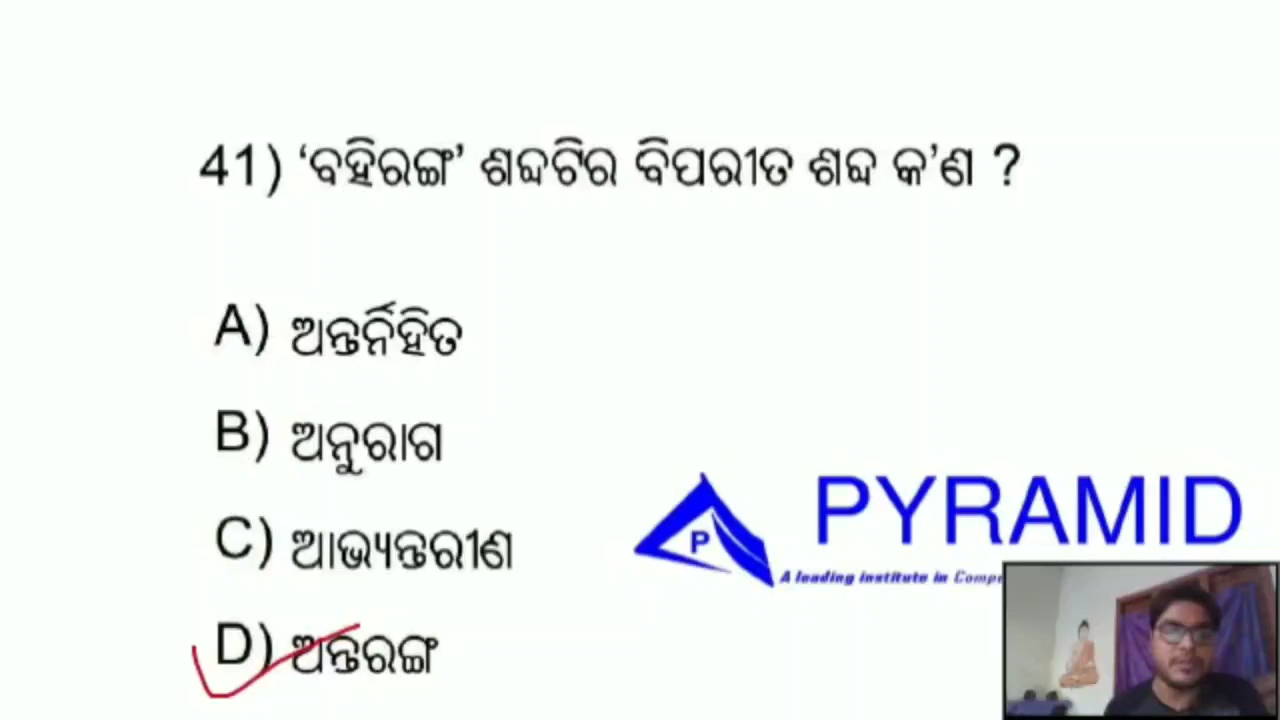 41) ‘ବହିରଙ୍ଗ’ ଶବ୍ଦଟିର ବିପରୀତ ଶବ୍ଦ କ’ଣ ?
A) ଅନ୍ତର୍ନିହିତ
B) ଅନୁରାଗ
C) ଆଭ୍ୟନ୍ତରୀଣ
D) ଅନ୍ତରଙ୍ଗ
P
PYRAMID
A leading institute in